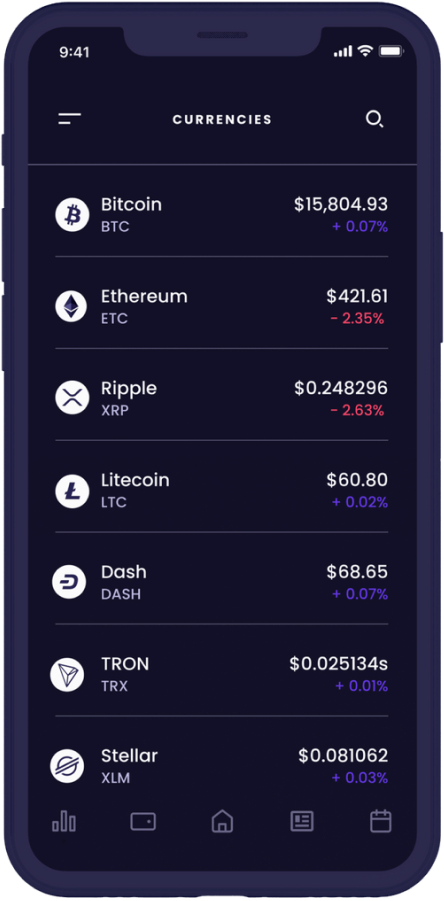 9:41
CURRENCIES
Bitcoin $15,804.93
BTC + 0.07%
Ethereum $421.61
ETC - 2.35%
Ripple $0.248296
XRP - 2.63%
Litecoin $60.80
LTC + 0.02%
Dash $68.65
DASH + 0.07%
TRON $0.025134s
TRX + 0.01%
Stellar $0.081062
XLM + 0.03%